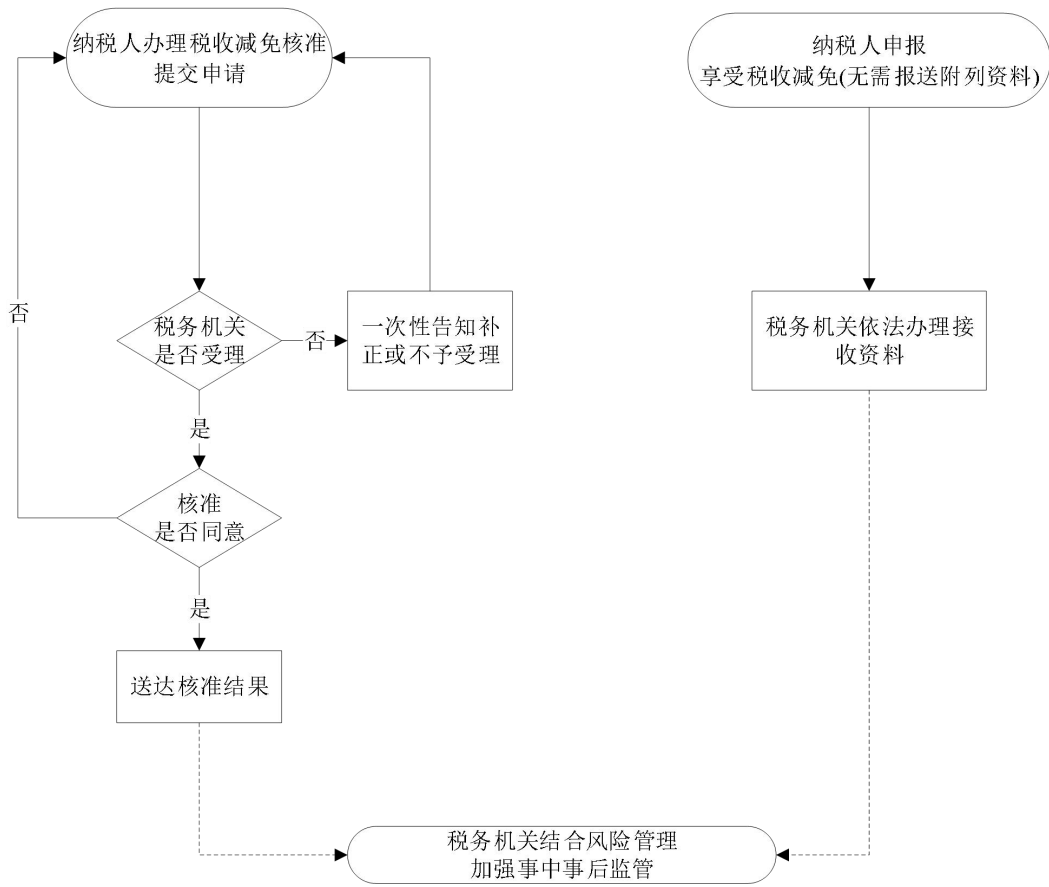 纳税人办理税收减免核准
提交申请
纳税人申报
享受税收减免(无需报送附列资料)
否
税务机关
是否受理
否
一次性告知补
正或不予受理
税务机关依法办理接
收资料
是
核准
是否同意
是
送达核准结果
税务机关结合风险管理
加强事中事后监管